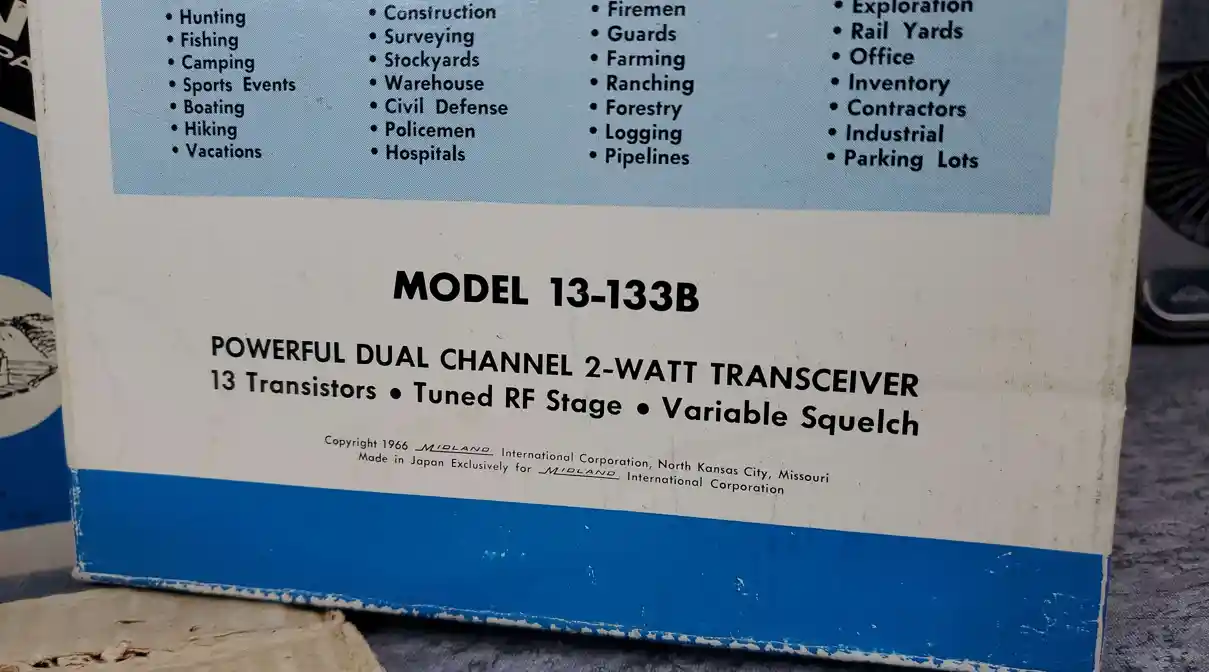 • Hunting
• Fishing
• Camping
• Sports Events
• Boating
• Hiking
• Vacations
• Construction
• Surveying
• Stockyards
• Warehouse
• Civil Defense
• Policemen
• Hospitals
• Firemen
• Guards
• Farming
• Ranching
• Forestry
• Logging
• Pipelines
• Exploration
• Rail Yards
• Office
• Inventory
• Contractors
• Industrial
• Parking Lots
MODEL 13-133B
POWERFUL DUAL CHANNEL 2-WATT TRANSCEIVER
13 Transistors • Tuned RF Stage • Variable Squelch
Copyright 1966 MIDLAND International Corporation, North Kansas City, Missouri
Made in Japan Exclusively for MIDLAND International Corporation